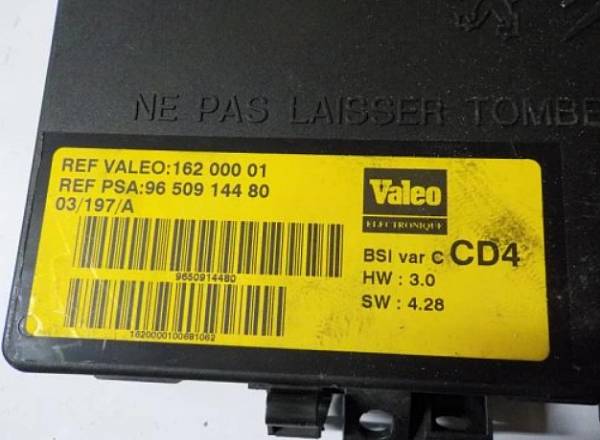 NE PAS LAISSER TOMBE
REF VALEO:162 000 01
REF PSA:96 509 144 80
03/197/A
Valeo
ELECTRONIQUE
9650914480
BSI var C CD4
HW : 3.0
SW : 4.28
1620000100681062